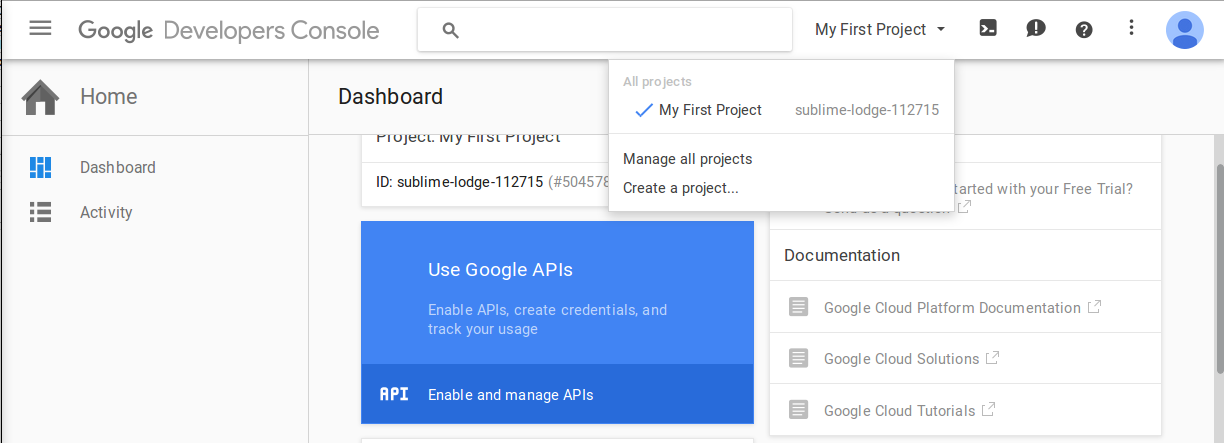 Google Developers Console
My First Project
Home
Dashboard
Activity
Dashboard
All projects
My First Project sublime-lodge-112715
Manage all projects
Create a project...
Project: My First Project
ID: sublime-lodge-112715 (#504578
Use Google APIs
Enable APIs, create credentials, and
track your usage
API Enable and manage APIs
tarted with your Free Trial?
question
Documentation
Google Cloud Platform Documentation
Google Cloud Solutions
Google Cloud Tutorials